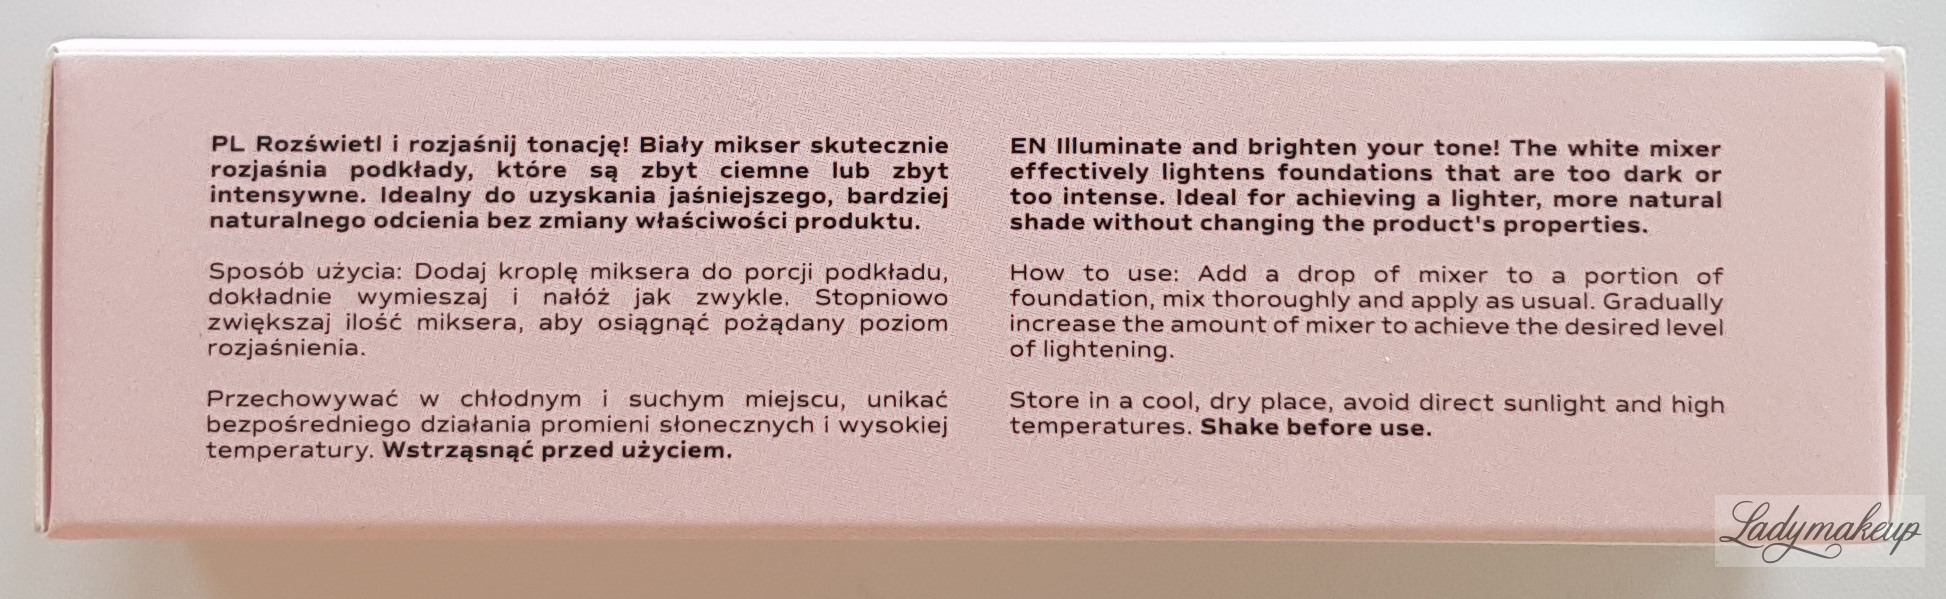 PL Rozświetl i rozjaśnij tonację! Biały mikser skutecznie
rozjaśnia podkłady, które są zbyt ciemne lub zbyt
intensywne. Idealny do uzyskania jaśniejszego, bardziej
naturalnego odcienia bez zmiany właściwości produktu.
Sposób użycia: Dodaj kroplę miksera do porcji podkładu,
dokładnie wymieszaj i nałóż jak zwykle. Stopniowo
zwiększaj ilość miksera, aby osiągnąć pożądany poziom
rozjaśnienia.
Przechowywać w chłodnym i suchym miejscu, unikać
bezpośredniego działania promieni słonecznych i wysokiej
temperatury. Wstrząsnąć przed użyciem.
EN Illuminate and brighten your tone! The white mixer
effectively lightens foundations that are too dark or
too intense. Ideal for achieving a lighter, more natural
shade without changing the product's properties.
How to use: Add a drop of mixer to a portion of
foundation, mix thoroughly and apply as usual. Gradually
increase the amount of mixer to achieve the desired level
of lightening.
Store in a cool, dry place, avoid direct sunlight and high
temperatures. Shake before use.
Ladymakeup